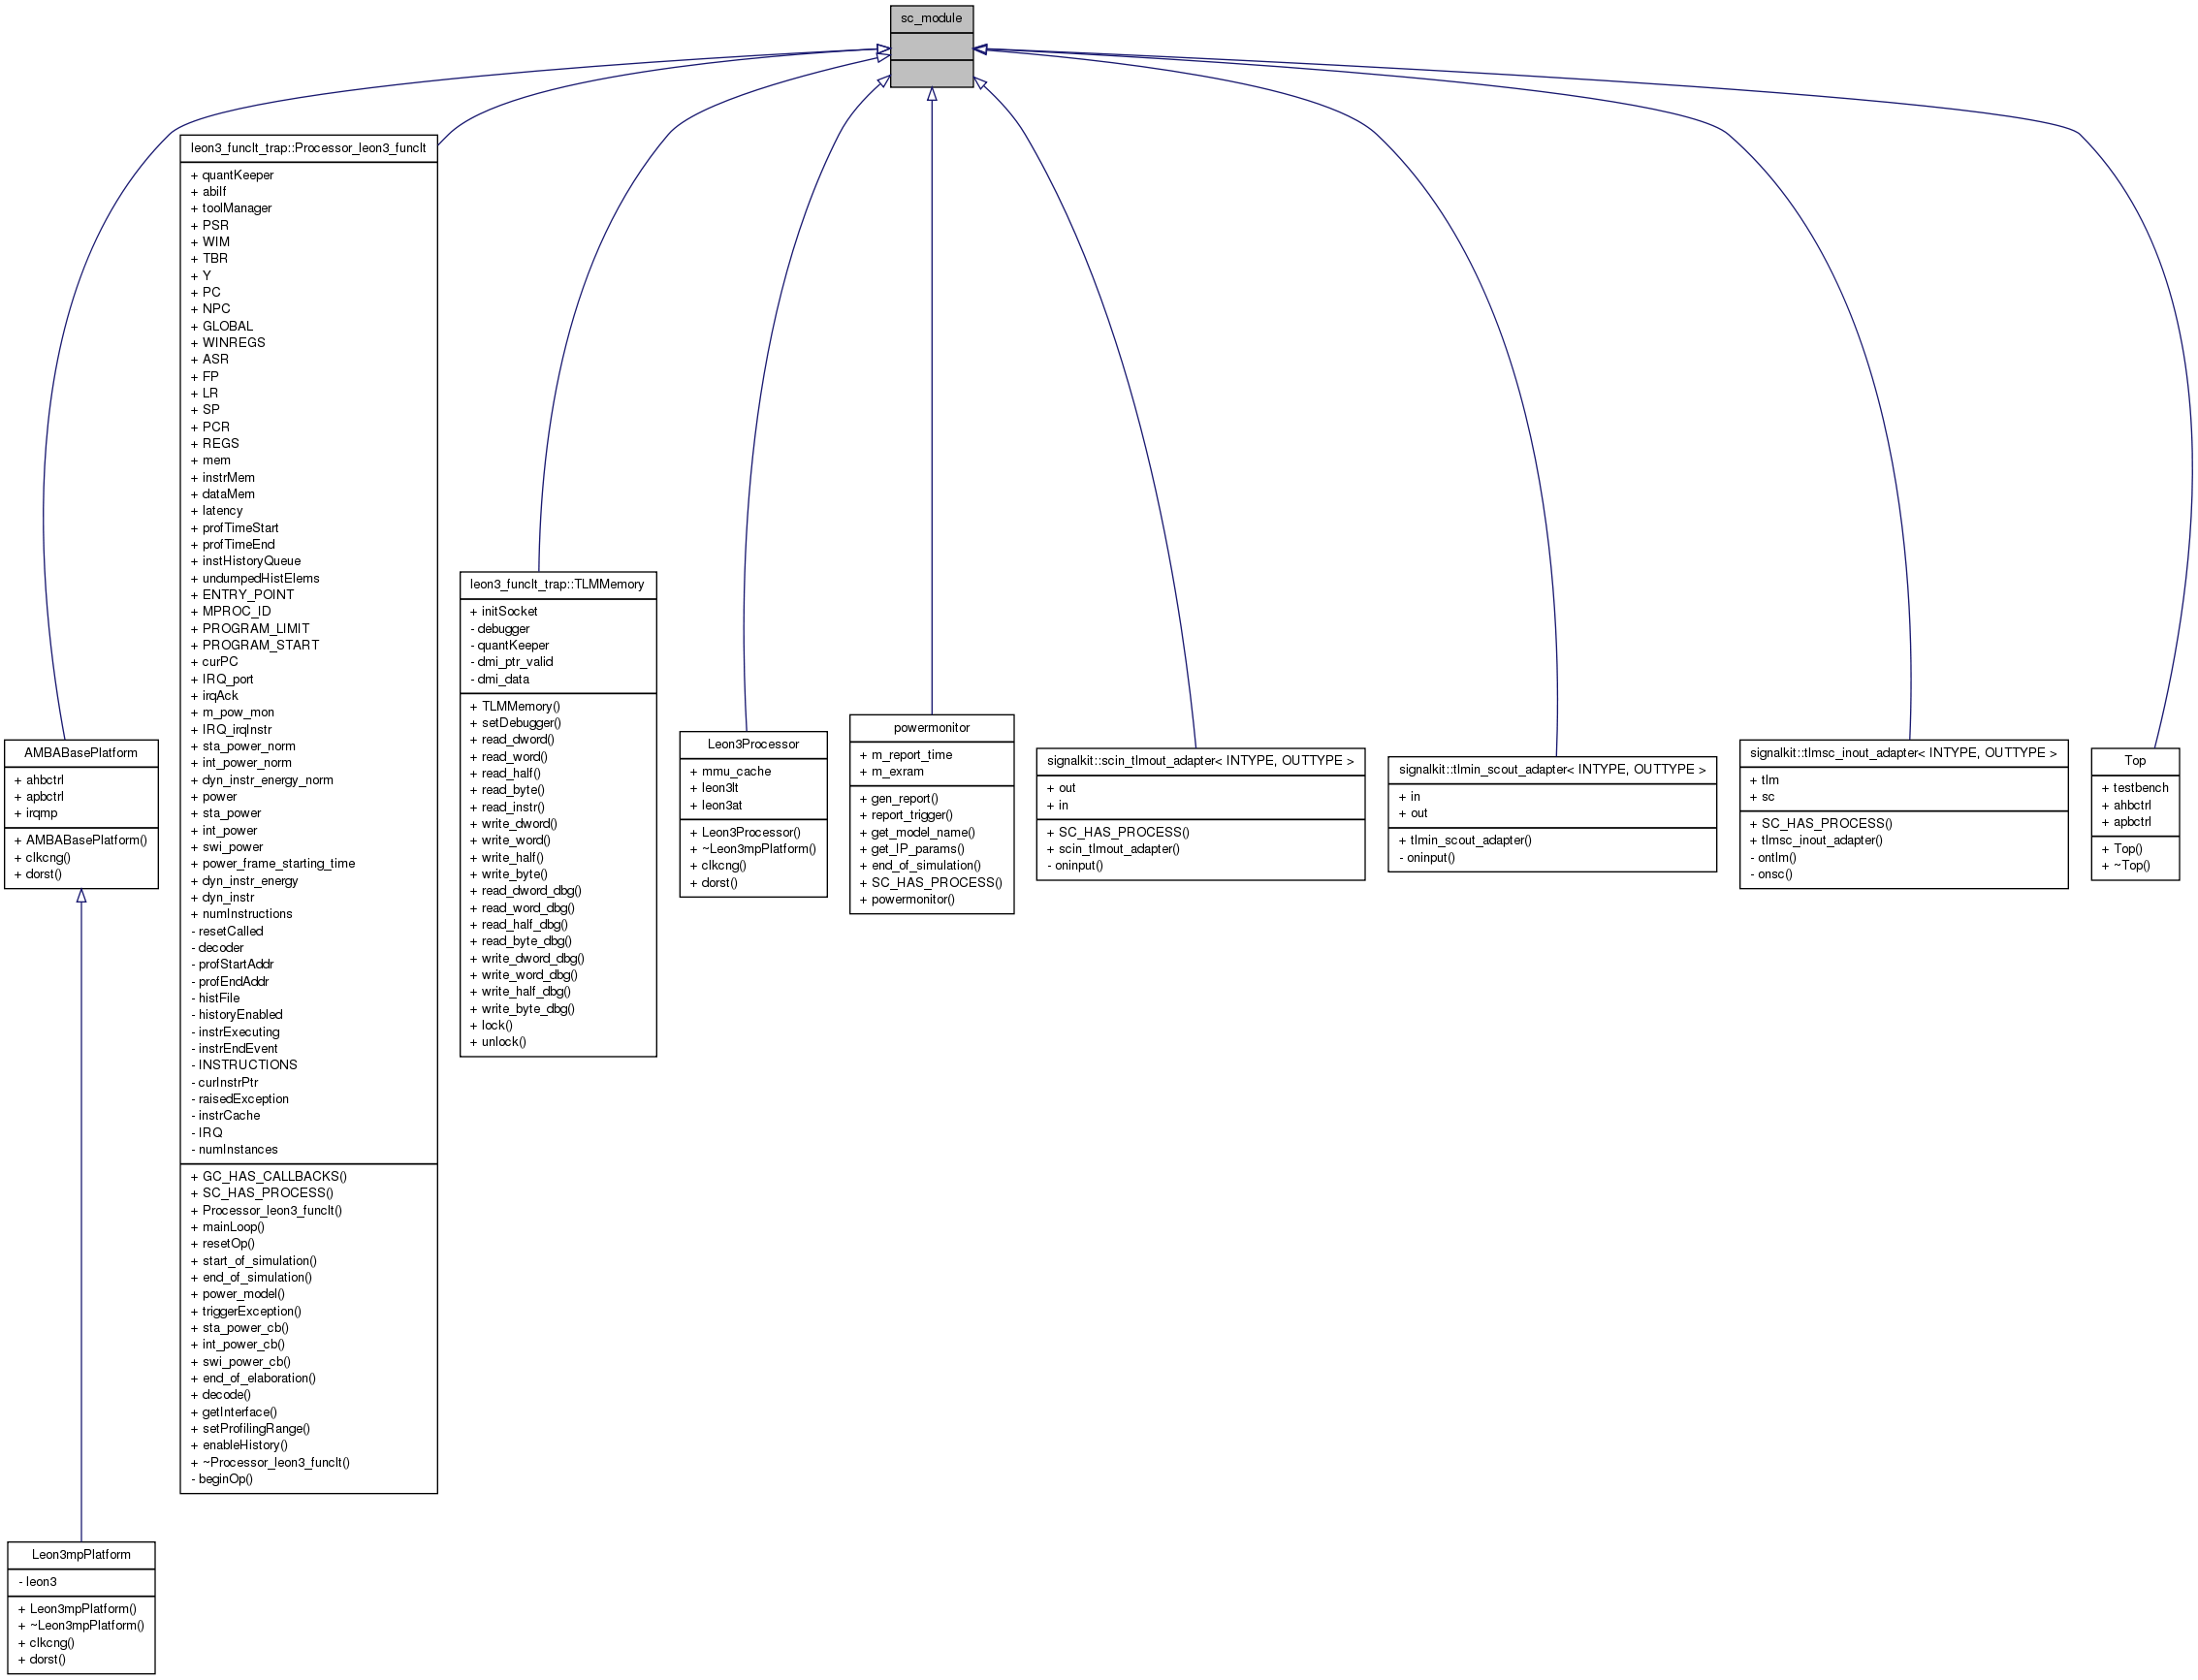 sc_module
leon3_funclt_trap::Processor_leon3_funclt
+ quantKeeper
+ abiIf
+ toolManager
+ PSR
+ WIM
+ TBR
+ Y
+ PC
+ NPC
+ GLOBAL
+ WINREGS
+ ASR
+ FP
+ LR
+ SP
+ PCR
+ REGS
+ mem
+ instrMem
+ dataMem
+ latency
+ profTimeStart
+ profTimeEnd
+ instHistoryQueue
+ undumpedHistElems
+ ENTRY_POINT
+ MPROC_ID
+ PROGRAM_LIMIT
+ PROGRAM_START
+ curPC
+ IRQ_port
+ irqAck
+ m_pow_mon
+ IRQ_irqInstr
+ sta_power_norm
+ int_power_norm
+ dyn_instr_energy_norm
+ power
+ sta_power
+ int_power
+ swi_power
+ power_frame_starting_time
+ dyn_instr_energy
+ dyn_instr
+ numInstructions
- resetCalled
- decoder
- profStartAddr
- profEndAddr
- histFile
- historyEnabled
- instrExecuting
- instrEndEvent
- INSTRUCTIONS
- curInstrPtr
- raisedException
- instrCache
- IRQ
- numInstances
+ GC_HAS_CALLBACKS()
+ SC_HAS_PROCESS()
+ Processor_leon3_funclt()
+ mainLoop()
+ resetOp()
+ start_of_simulation()
+ end_of_simulation()
+ power_model()
+ triggerException()
+ sta_power_cb()
+ int_power_cb()
+ swi_power_cb()
+ end_of_elaboration()
+ decode()
+ getInterface()
+ setProfilingRange()
+ enableHistory()
+ ~Processor_leon3_funclt()
- beginOp()
leon3_funclt_trap::TLMMemory
+ initSocket
- debugger
- quantKeeper
- dmi_ptr_valid
- dmi_data
+ TLMMemory()
+ setDebugger()
+ read_dword()
+ read_word()
+ read_half()
+ read_byte()
+ read_instr()
+ write_dword()
+ write_word()
+ write_half()
+ write_byte()
+ read_dword_dbg()
+ read_word_dbg()
+ read_half_dbg()
+ read_byte_dbg()
+ write_dword_dbg()
+ write_word_dbg()
+ write_half_dbg()
+ write_byte_dbg()
+ lock()
+ unlock()
AMBABasePlatform
+ ahbctrl
+ apbctrl
+ irqmp
+ AMBABasePlatform()
+ clkcng()
+ dorst()
Leon3Processor
+ mmu_cache
+ leon3lt
+ leon3at
+ Leon3Processor()
+ ~Leon3mpPlatform()
+ clkcng()
+ dorst()
powermonitor
+ m_report_time
+ m_exram
+ gen_report()
+ report_trigger()
+ get_model_name()
+ get_IP_params()
+ end_of_simulation()
+ SC_HAS_PROCESS()
+ powermonitor()
signalkit::scin_tlmout_adapter< INTYPE, OUTTYPE >
+ out
+ in
+ SC_HAS_PROCESS()
+ scin_tlmout_adapter()
- oninput()
signalkit::tlmin_scout_adapter< INTYPE, OUTTYPE >
+ in
+ out
+ tlmin_scout_adapter()
- oninput()
signalkit::tlmsc_inout_adapter< INTYPE, OUTTYPE >
+ tlm
+ sc
+ SC_HAS_PROCESS()
+ tlmsc_inout_adapter()
- ontlm()
- onsc()
Top
+ testbench
+ ahbctrl
+ apbctrl
+ Top()
+ ~Top()
Leon3mpPlatform
- leon3
+ Leon3mpPlatform()
+ ~Leon3mpPlatform()
+ clkcng()
+ dorst()